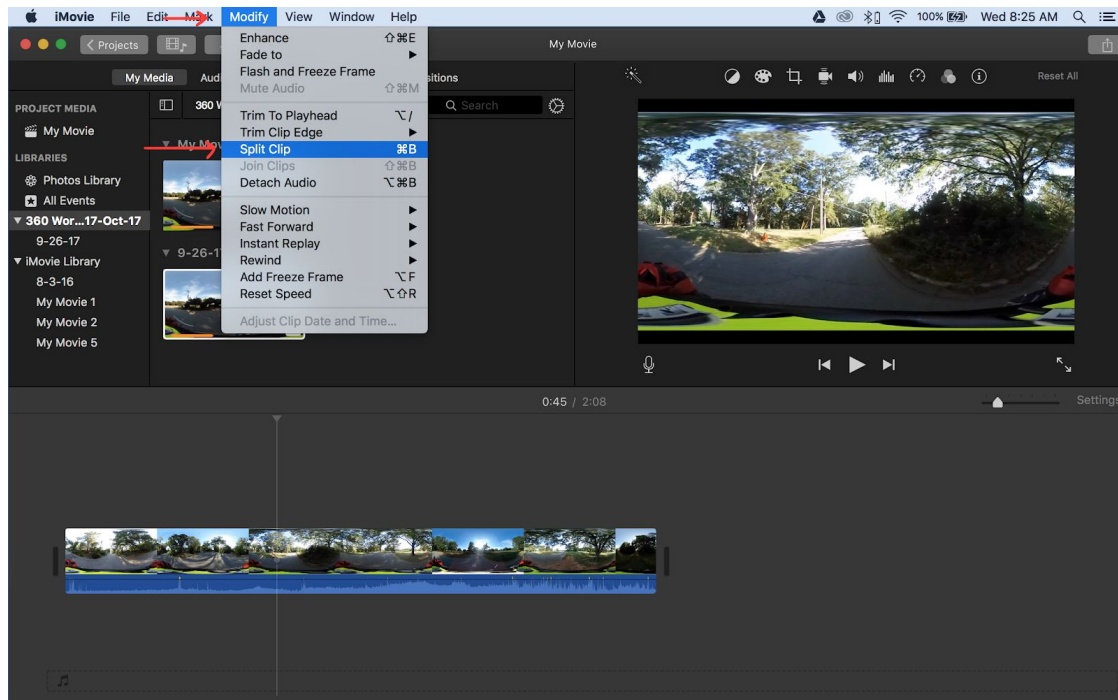 iMovie File Edit Mark Modify View Window Help 100% Wed 8:25 AM
Projects My Movie
My Media Audi sitions Reset All
PROJECT MEDIA
360 W
Search
My Movie
LIBRARIES
Photos Library
All Events
360 Wor...17-Oct-17
9-26-17
iMovie Library
8-3-16
My Movie 1
My Movie 2
My Movie 5
My Mov
9-26-1
Enhance ⇧⌘E
Fade to
Flash and Freeze Frame
Mute Audio ⇧⌘M
Trim To Playhead ⌥/
Trim Clip Edge
Split Clip ⌘B
Join Clips ⇧⌘B
Detach Audio ⌥⌘B
Slow Motion
Fast Forward
Instant Replay
Rewind
Add Freeze Frame ⌥F
Reset Speed ⌥⇧R
Adjust Clip Date and Time...
0:45 / 2:08 Settings